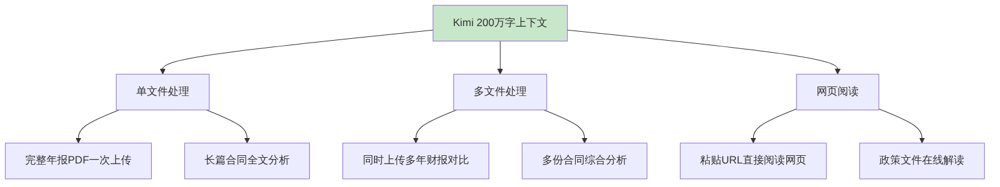 Kimi 200万字上下文
单文件处理
多文件处理
网页阅读
完整年报PDF一次上传
长篇合同全文分析
同时上传多年财报对比
多份合同综合分析
粘贴URL直接阅读网页
政策文件在线解读